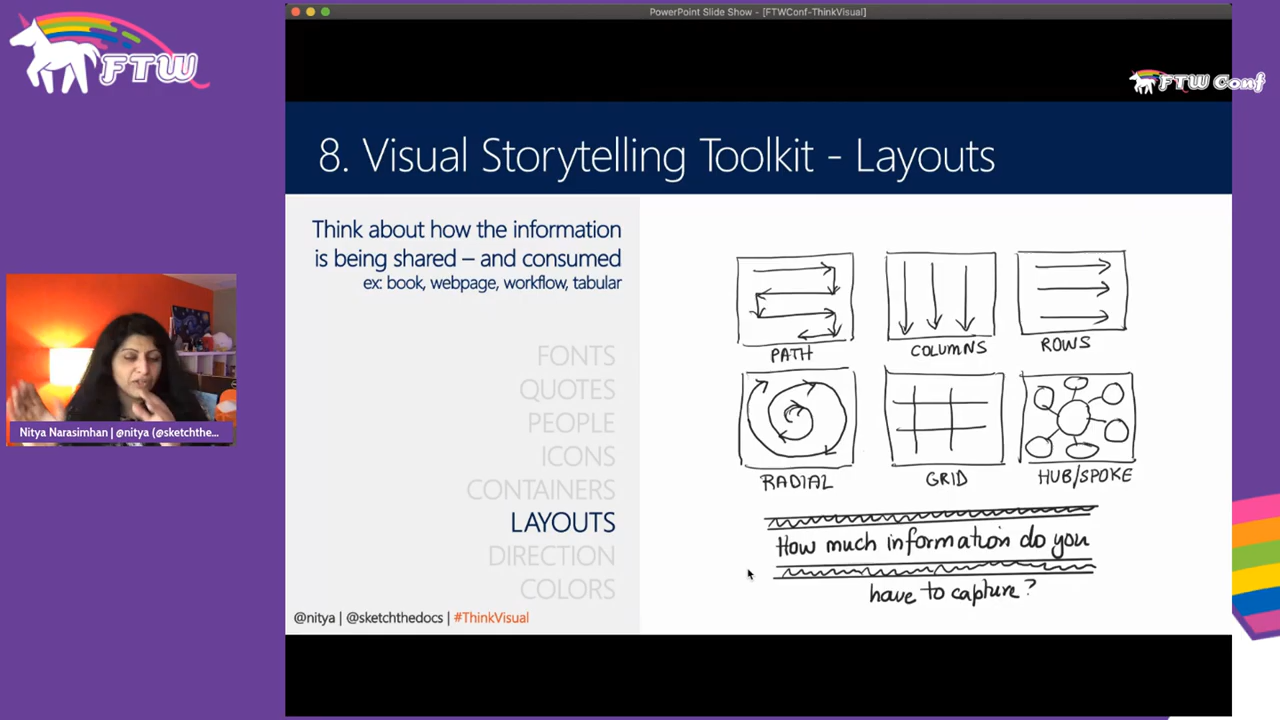 PowerPoint Slide Show - [FTWConf-ThinkVisual]
FTW
FTW Conf
8. Visual Storytelling Toolkit - Layouts
Think about how the information
is being shared – and consumed
ex: book, webpage, workflow, tabular
FONTS
QUOTES
PEOPLE
ICONS
CONTAINERS
LAYOUTS
DIRECTION
COLORS
@nitya | @sketchthedocs | #ThinkVisual
PATH
COLUMNS
ROWS
RADIAL
GRID
HUB/SPOKE
How much information do you
have to capture?
Nitya Narasimhan | @nitya (@sketchthe...